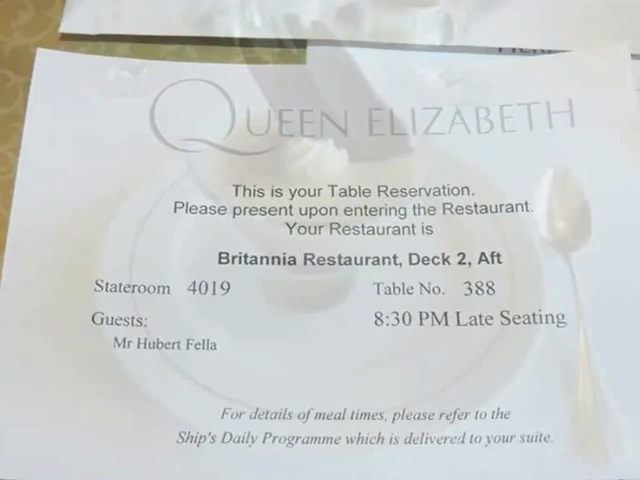 QUEEN ELIZABETH
This is your Table Reservation.
Please present upon entering the Restaurant.
Your Restaurant is
Britannia Restaurant, Deck 2, Aft
Stateroom 4019 Table No. 388
Guests: 8:30 PM Late Seating
Mr Hubert Fella
For details of meal times, please refer to the
Ship's Daily Programme which is delivered to your suite.